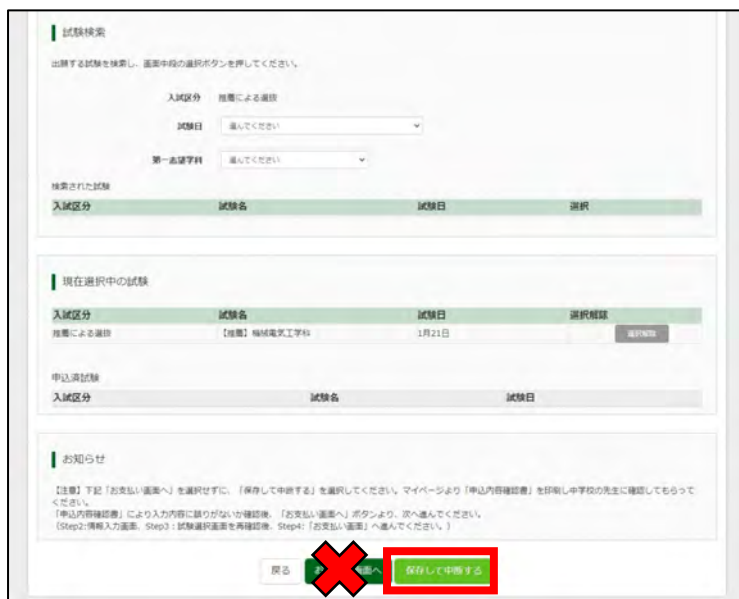 試験検索
出願する試験を検索し、画面中段の選択ボタンを押してください。
入試区分 推薦による選抜
試験日 選んでください
第一志望学科 選んでください
検索された試験
入試区分 試験名 試験日 選択
現在選択中の試験
入試区分 試験名 試験日 選択解除
推薦による選抜 【推薦】機械電気工学科 1月21日 選択解除
申込済試験
入試区分 試験名 試験日
お知らせ
【注意】下記「お支払い画面へ」を選択せずに、「保存して中断する」を選択してください。マイページより「申込内容確認書」を印刷し中学校の先生に確認してもらって
ください。
「申込内容確認書」により入力内容に誤りがないか確認後、「お支払い画面へ」ボタンより、次へ進んでください。
(Step2:情報入力画面、Step3:試験選択画面を再確認後、Step4:「お支払い画面」へ進んでください。)
戻る お 画面へ 保存して中断する